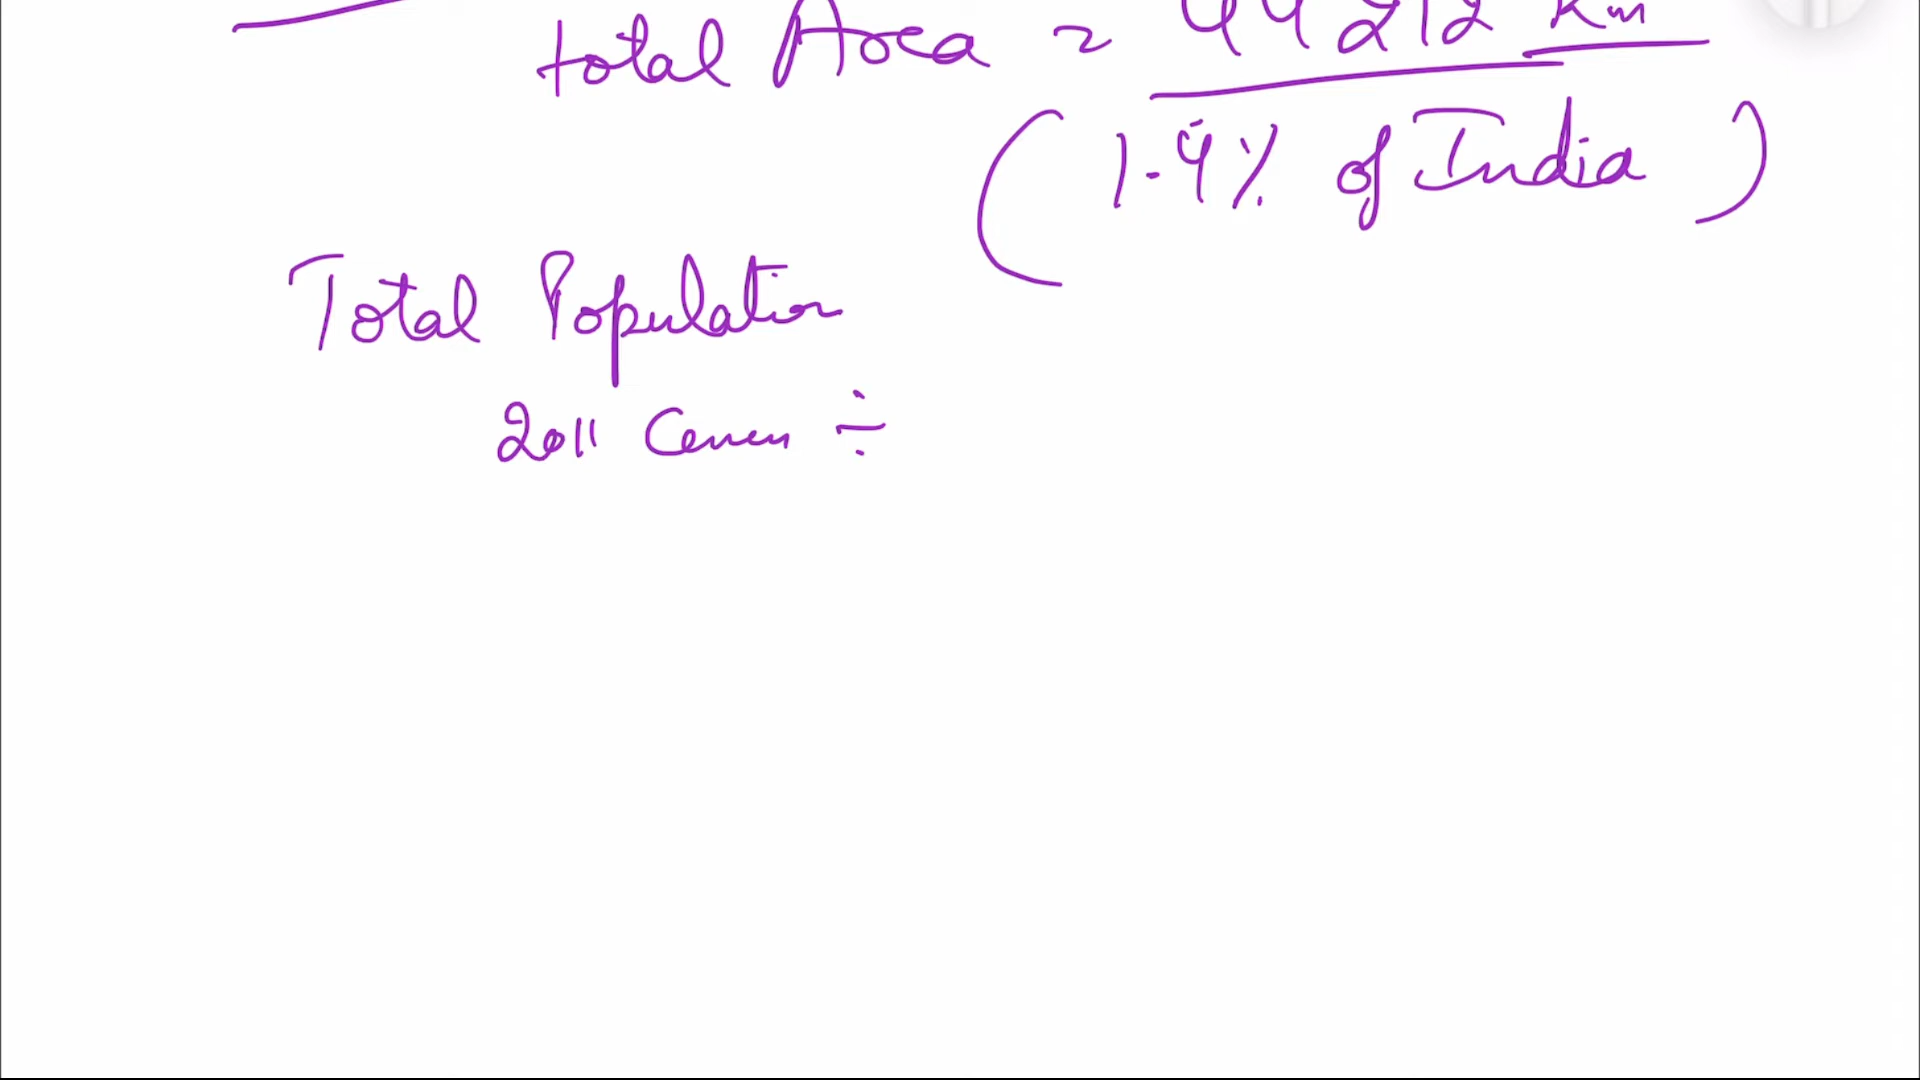 total Area = 44212 Km
( 1.4% of India )
Total Population
2011 Census ÷